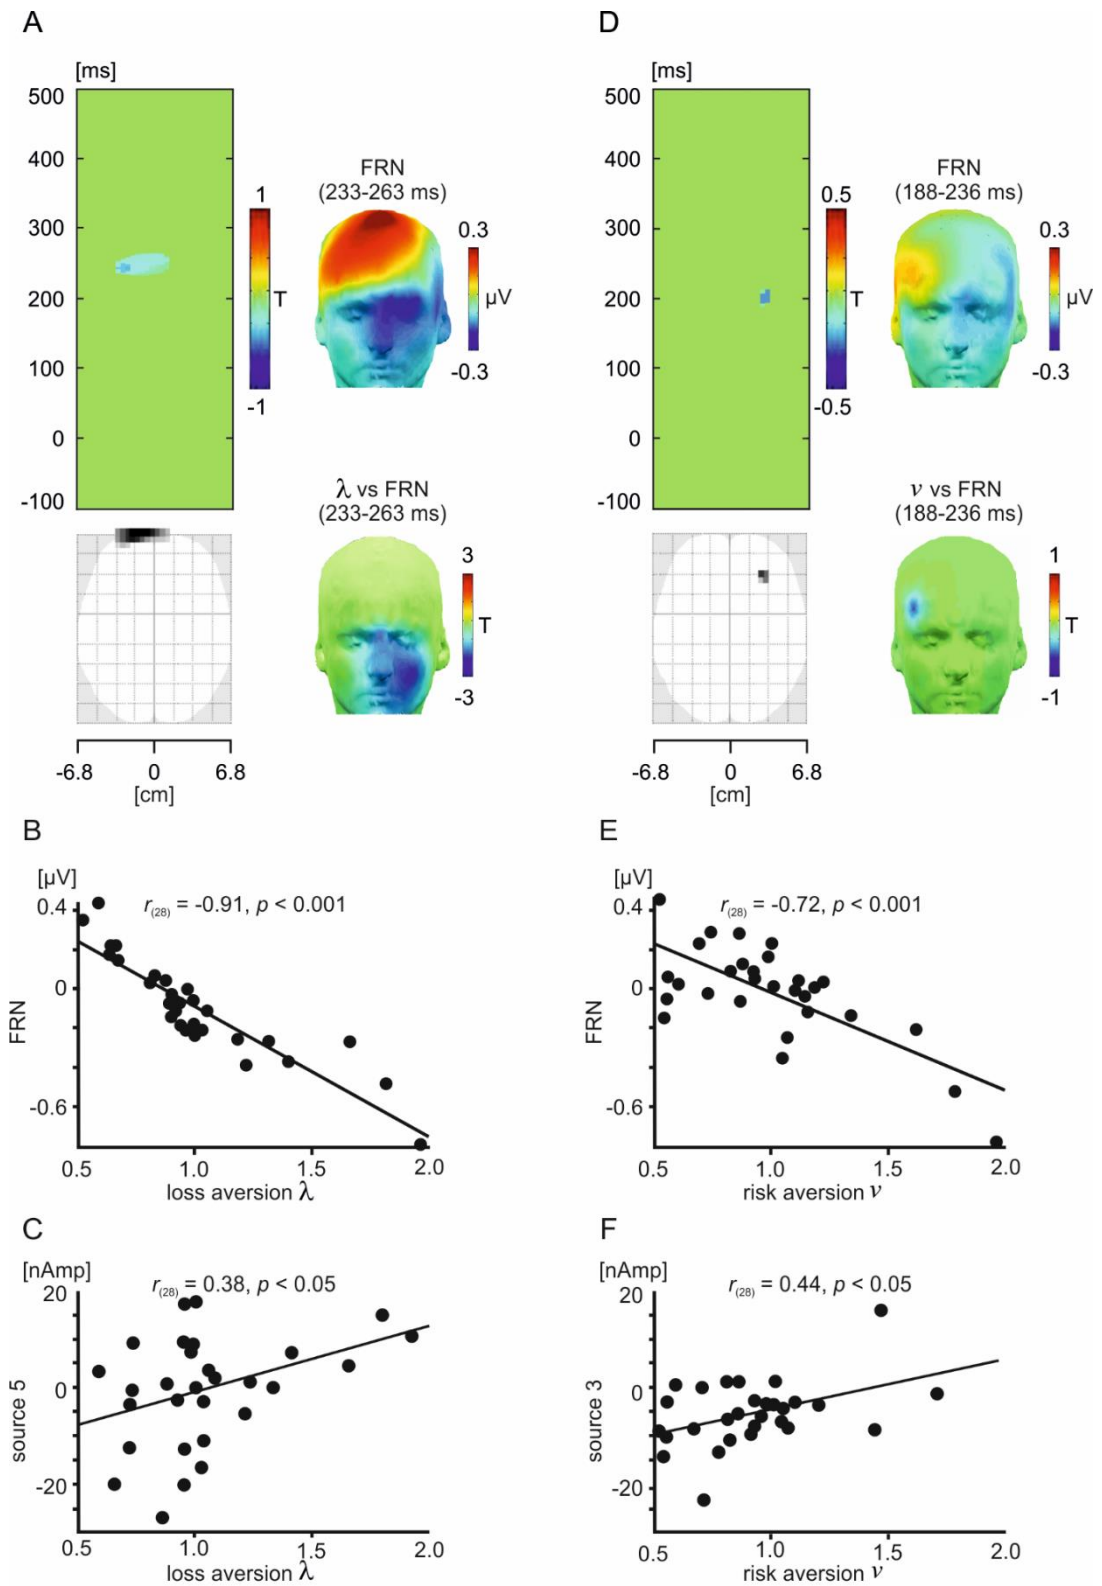 A
[ms]
500
400
300
200
100
0
-100
1
T
-1
FRN
(233-263 ms)
0.3
µV
-0.3
λ vs FRN
(233-263 ms)
3
T
-3
-6.8 0 6.8
[cm]
D
[ms]
500
400
300
200
100
0
-100
0.5
T
-0.5
FRN
(188-236 ms)
0.3
µV
-0.3
ν vs FRN
(188-236 ms)
1
T
-1
-6.8 0 6.8
[cm]
B
[µV]
r(28) = -0.91, p < 0.001
0.4
0
-0.6
FRN
0.5 1.0 1.5 2.0
loss aversion λ
E
[µV]
r(28) = -0.72, p < 0.001
0.4
0
-0.6
FRN
0.5 1.0 1.5 2.0
risk aversion ν
C
[nAmp]
r(28) = 0.38, p < 0.05
20
0
-20
source 5
0.5 1.0 1.5 2.0
loss aversion λ
F
[nAmp]
r(28) = 0.44, p < 0.05
20
0
-20
source 3
0.5 1.0 1.5 2.0
risk aversion ν